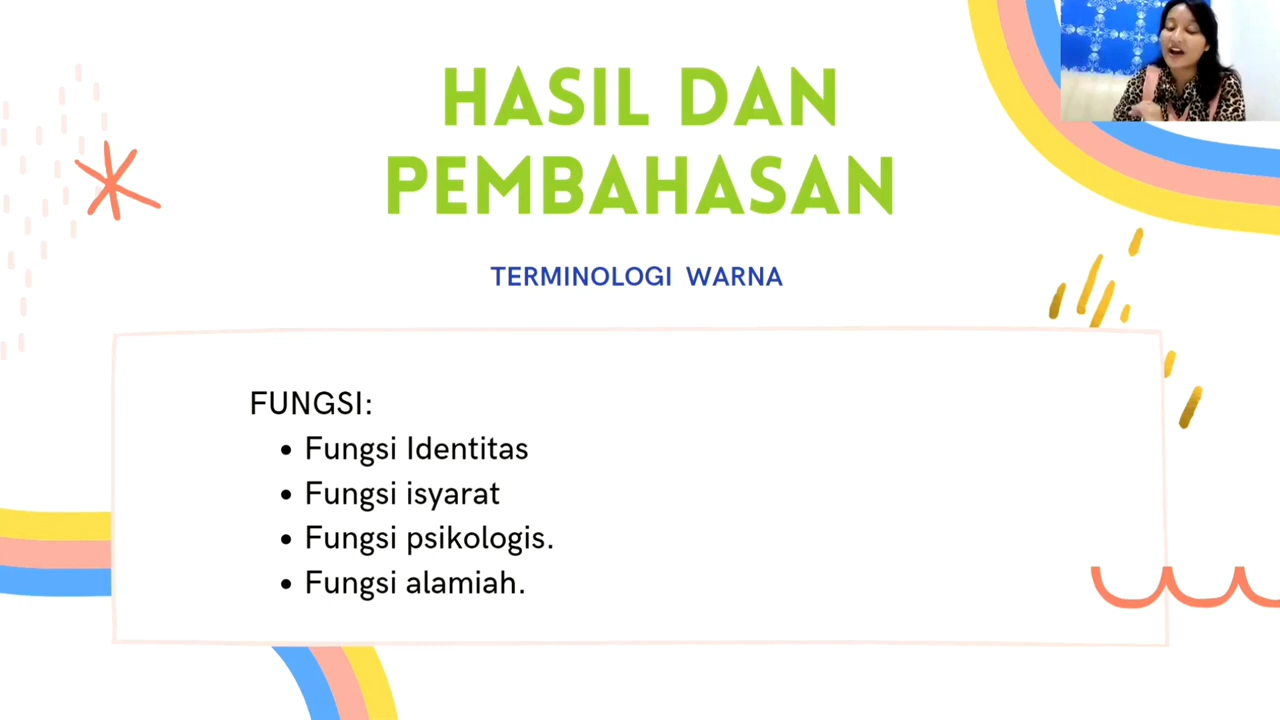 HASIL DAN
PEMBAHASAN
TERMINOLOGI WARNA
FUNGSI:
• Fungsi Identitas
• Fungsi isyarat
• Fungsi psikologis.
• Fungsi alamiah.